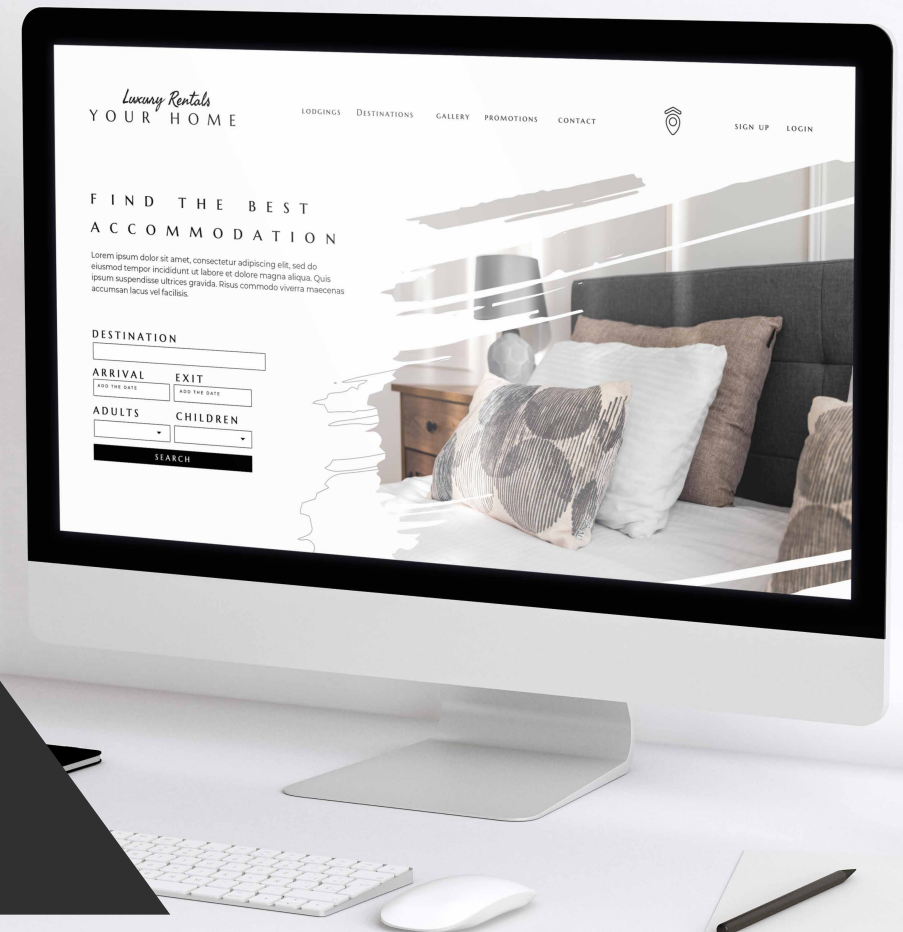 Luxury Rentals
YOUR HOME
LODGINGS DESTINATIONS GALLERY PROMOTIONS CONTACT
SIGN UP LOGIN
FIND THE BEST
ACCOMMODATION
Lorem ipsum dolor sit amet, consectetur adipiscing elit, sed do
eiusmod tempor incididunt ut labore et dolore magna aliqua. Quis
ipsum suspendisse ultrices gravida. Risus commodo viverra maecenas
accumsan lacus vel facilisis.
DESTINATION
ARRIVAL EXIT
ADD THE DATE ADD THE DATE
ADULTS CHILDREN
SEARCH